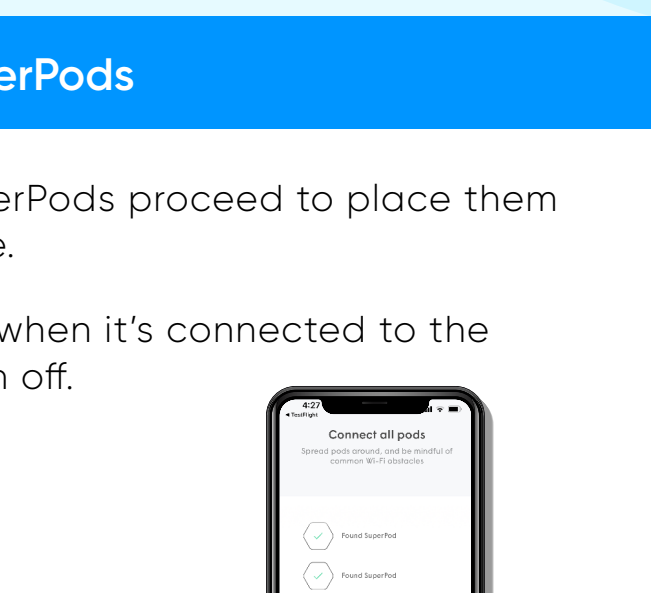 erPods
erPods proceed to place them
e.
when it's connected to the
n off.
4:27
◀ TestFlight
Connect all pods
Spread pods around, and be mindful of
common Wi-Fi obstacles
Found SuperPod
Found SuperPod